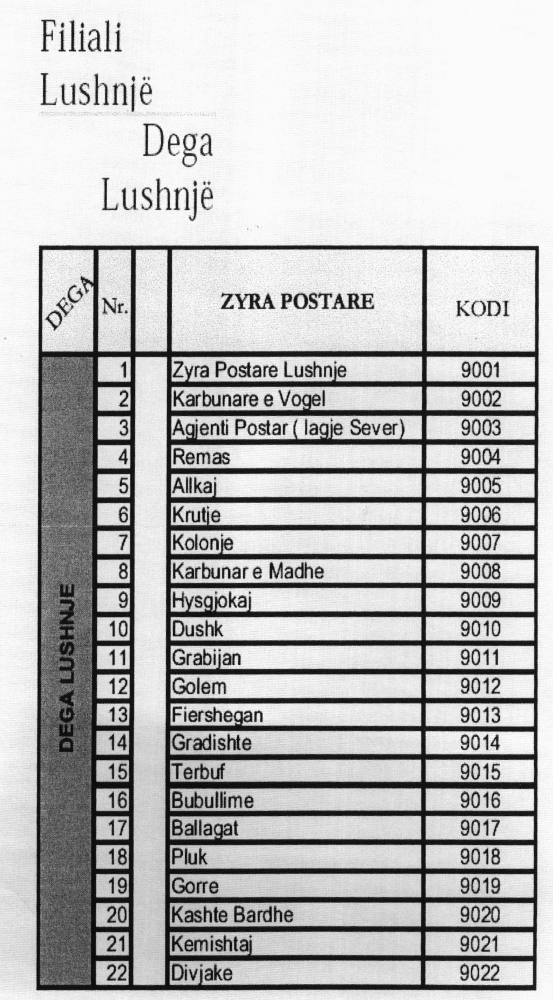 Filiali
Lushnjë
Dega
Lushnjë
DEGA Nr. ZYRA POSTARE KODI
DEGA LUSHNJE
1 Zyra Postare Lushnje 9001
2 Karbunare e Vogel 9002
3 Agjenti Postar ( lagje Sever) 9003
4 Remas 9004
5 Allkaj 9005
6 Krutje 9006
7 Kolonje 9007
8 Karbunar e Madhe 9008
9 Hysgjokaj 9009
10 Dushk 9010
11 Grabijan 9011
12 Golem 9012
13 Fiershegan 9013
14 Gradishte 9014
15 Terbuf 9015
16 Bubullime 9016
17 Ballagat 9017
18 Pluk 9018
19 Gorre 9019
20 Kashte Bardhe 9020
21 Kemishtaj 9021
22 Divjake 9022